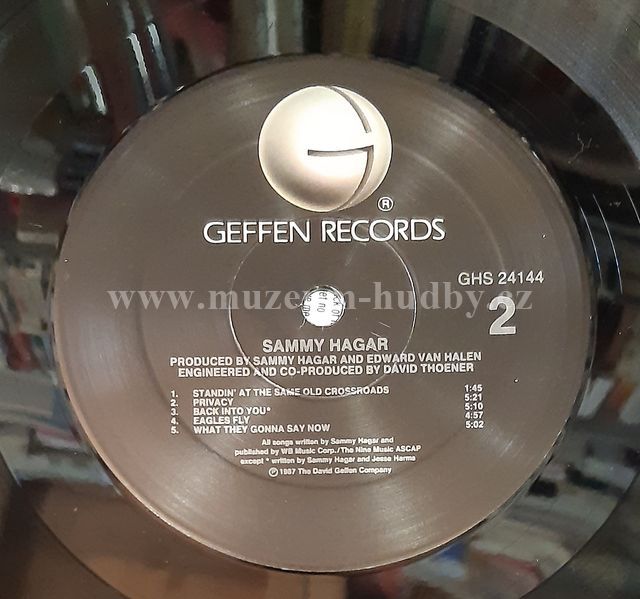 ®
GEFFEN RECORDS
GHS 24144
2
www.muzeum-hudby.cz
SAMMY HAGAR
PRODUCED BY SAMMY HAGAR AND EDWARD VAN HALEN
ENGINEERED AND CO-PRODUCED BY DAVID THOENER
1. STANDIN' AT THE SAME OLD CROSSROADS 1:45
2. PRIVACY 5:21
3. BACK INTO YOU* 5:10
4. EAGLES FLY 4:57
5. WHAT THEY GONNA SAY NOW 5:02
All songs written by Sammy Hagar and
published by WB Music Corp./The Nine Music ASCAP
except * written by Sammy Hagar and Jesse Harms
℗ 1987 The David Geffen Company